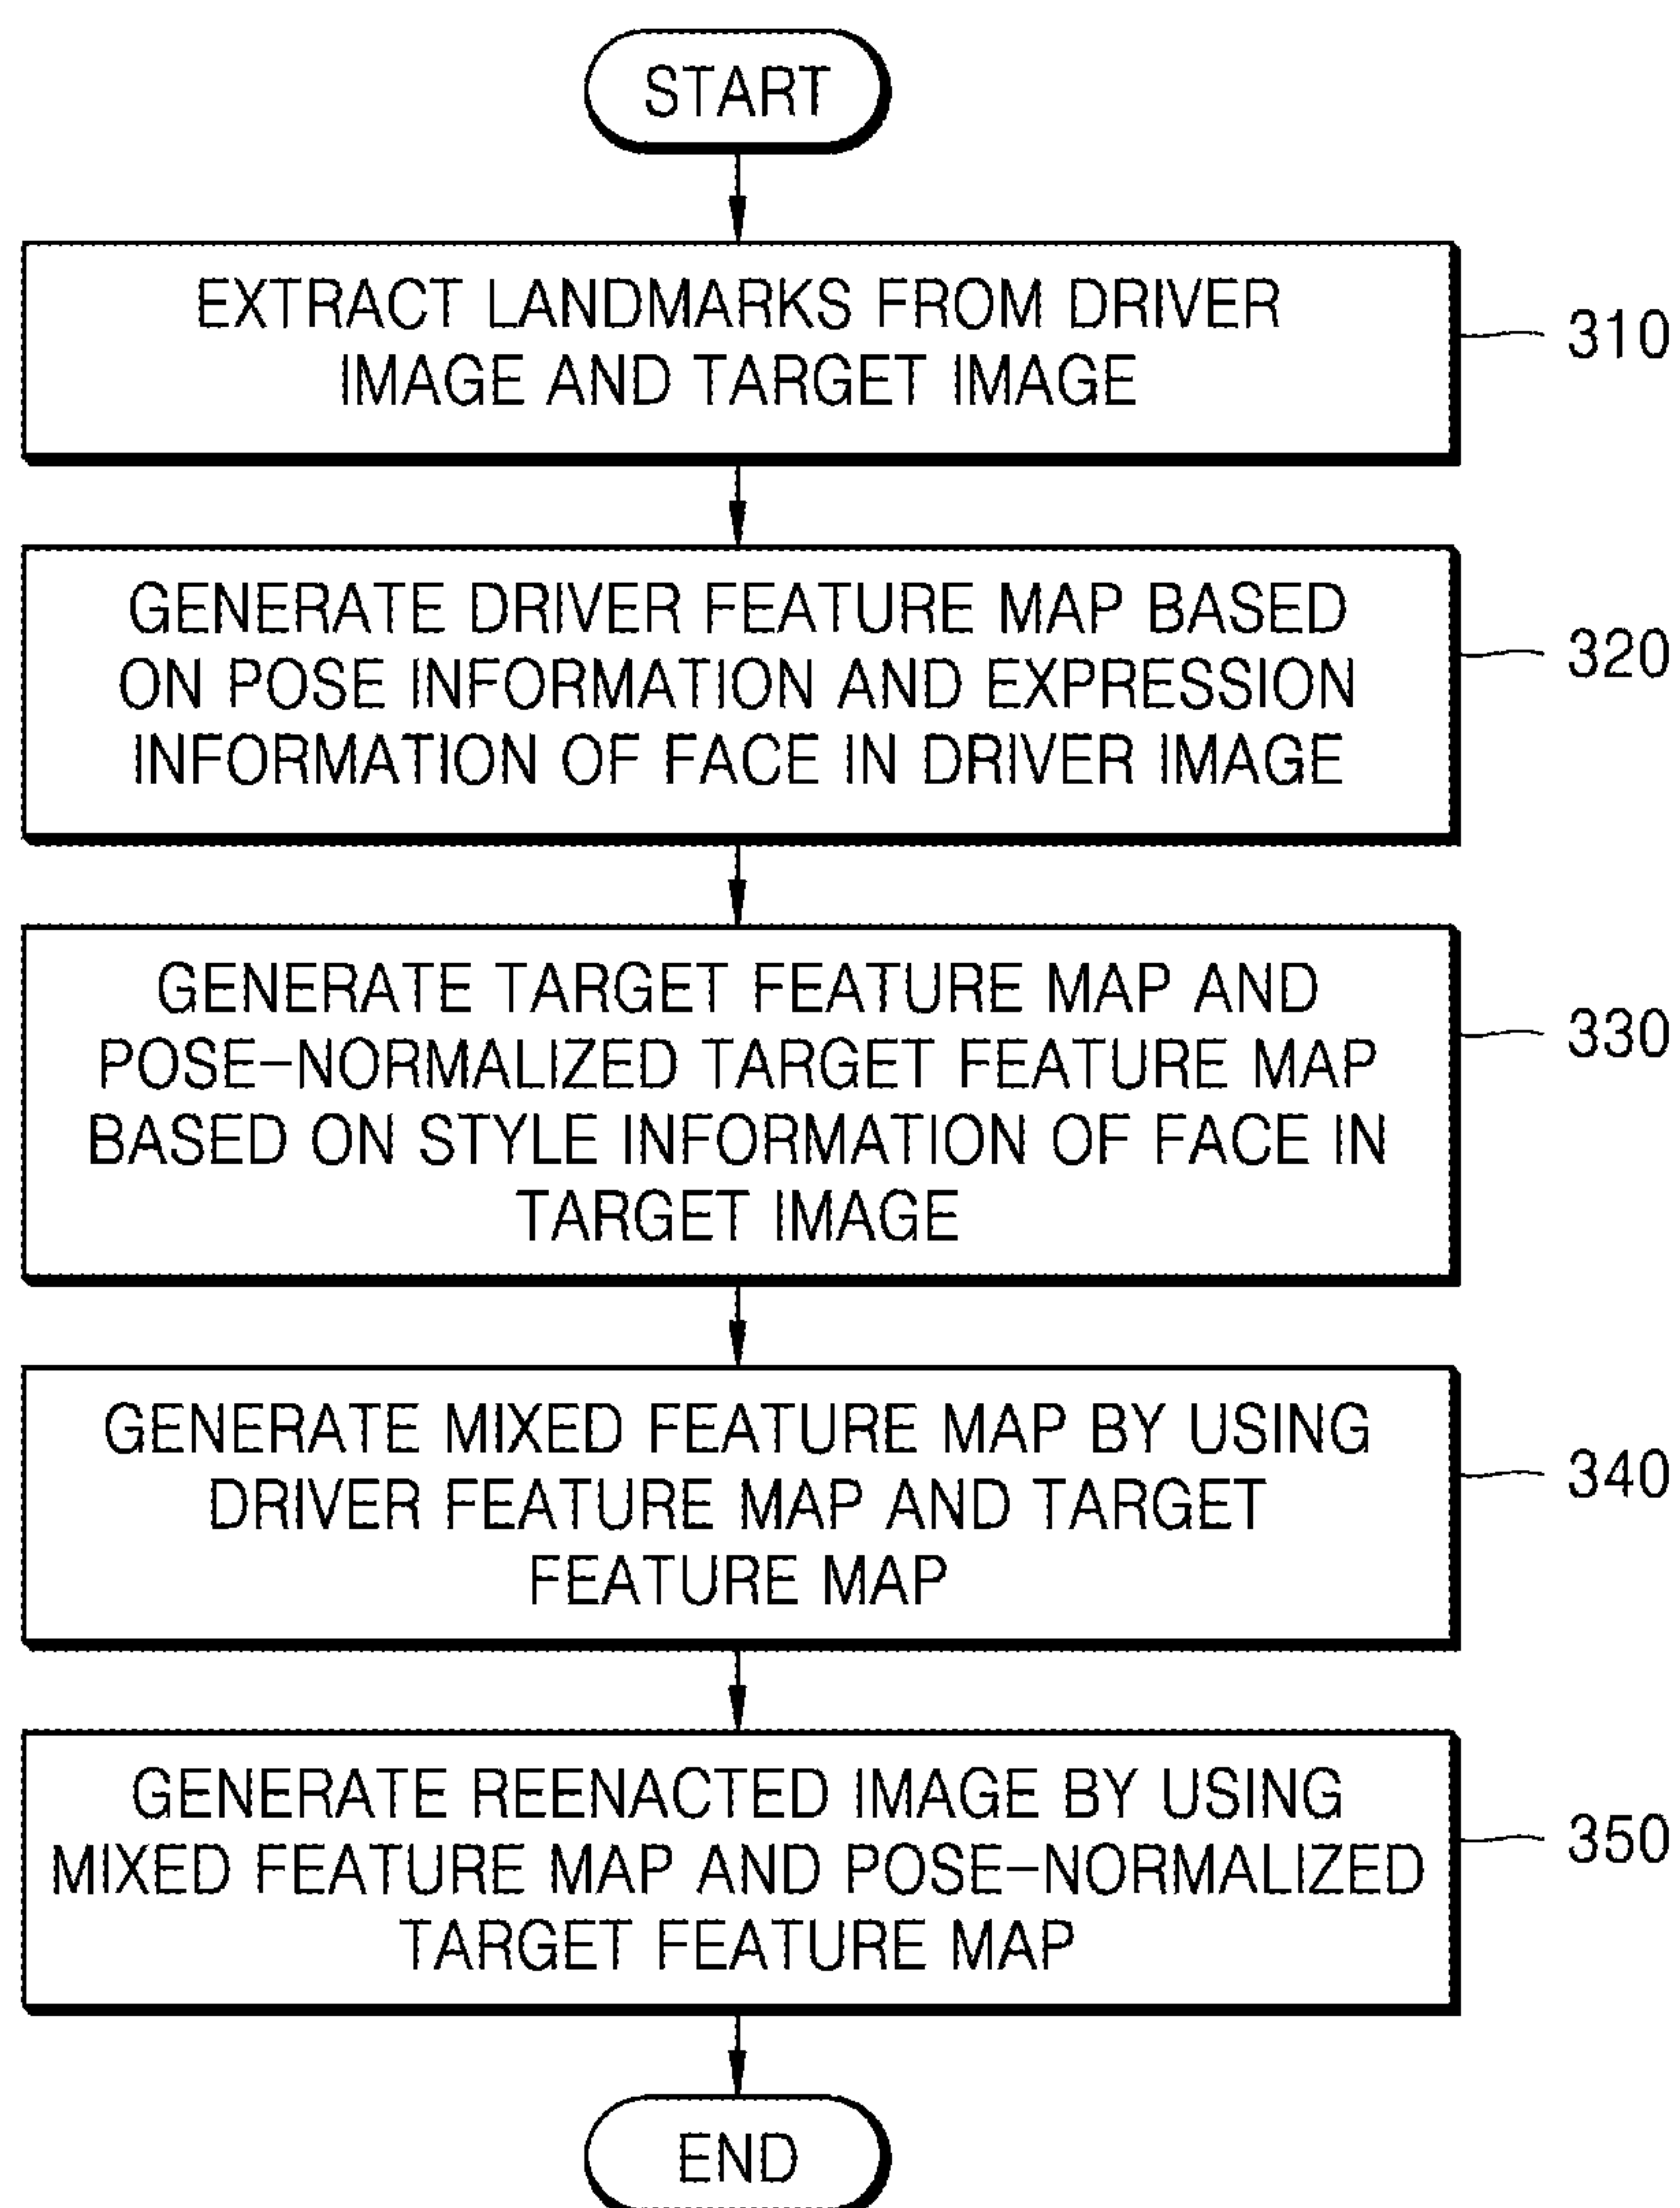 START
EXTRACT LANDMARKS FROM DRIVER
IMAGE AND TARGET IMAGE
310
GENERATE DRIVER FEATURE MAP BASED
ON POSE INFORMATION AND EXPRESSION
INFORMATION OF FACE IN DRIVER IMAGE
320
GENERATE TARGET FEATURE MAP AND
POSE-NORMALIZED TARGET FEATURE MAP
BASED ON STYLE INFORMATION OF FACE IN
TARGET IMAGE
330
GENERATE MIXED FEATURE MAP BY USING
DRIVER FEATURE MAP AND TARGET
FEATURE MAP
340
GENERATE REENACTED IMAGE BY USING
MIXED FEATURE MAP AND POSE-NORMALIZED
TARGET FEATURE MAP
350
END